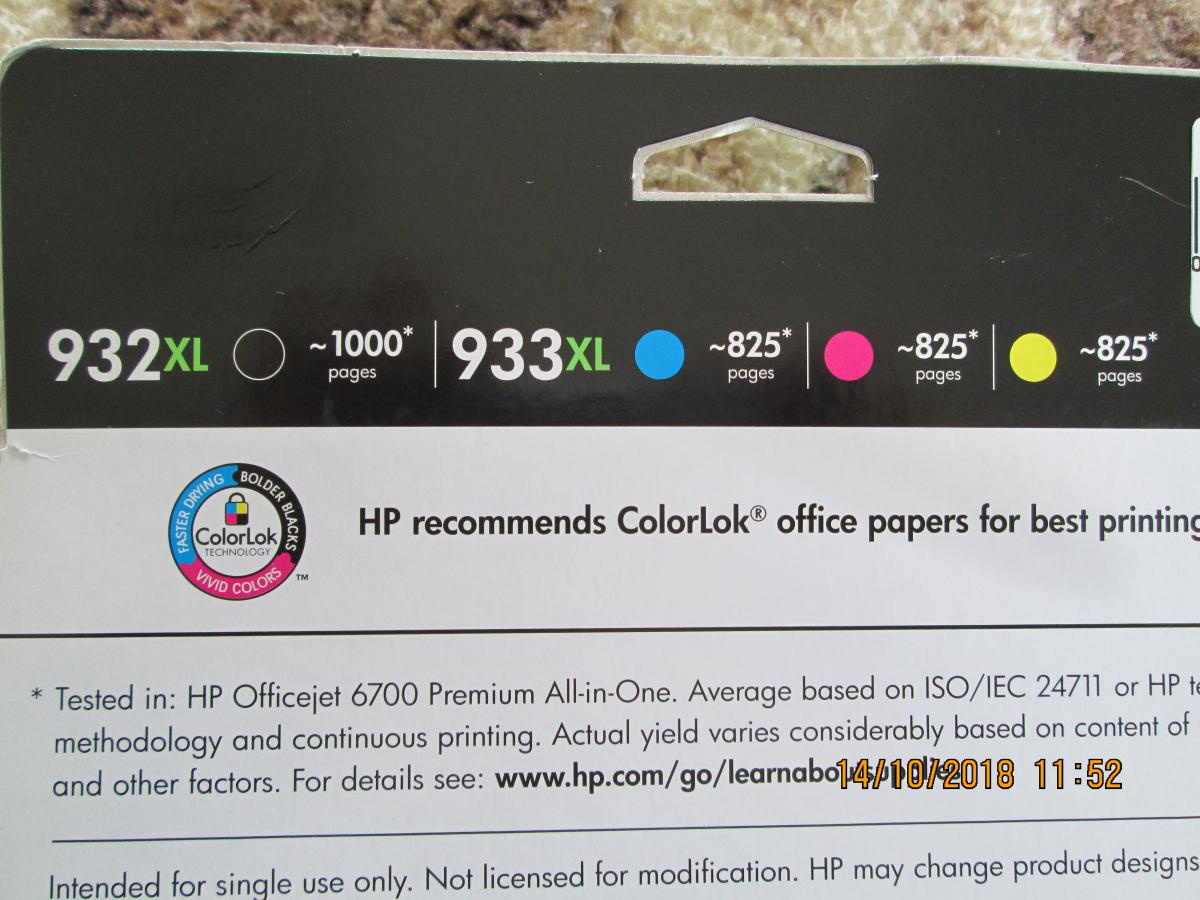 932XL ~1000* pages 933XL ~825* pages ~825* pages ~825* pages
FASTER DRYING BOLDER BLACKS
ColorLok
TECHNOLOGY
VIVID COLORS
™
HP recommends ColorLok® office papers for best printing
* Tested in: HP Officejet 6700 Premium All-in-One. Average based on ISO/IEC 24711 or HP
methodology and continuous printing. Actual yield varies considerably based on content of
and other factors. For details see: www.hp.com/go/learnaboutsupplies
14/10/2018 11:52
Intended for single use only. Not licensed for modification. HP may change product designs